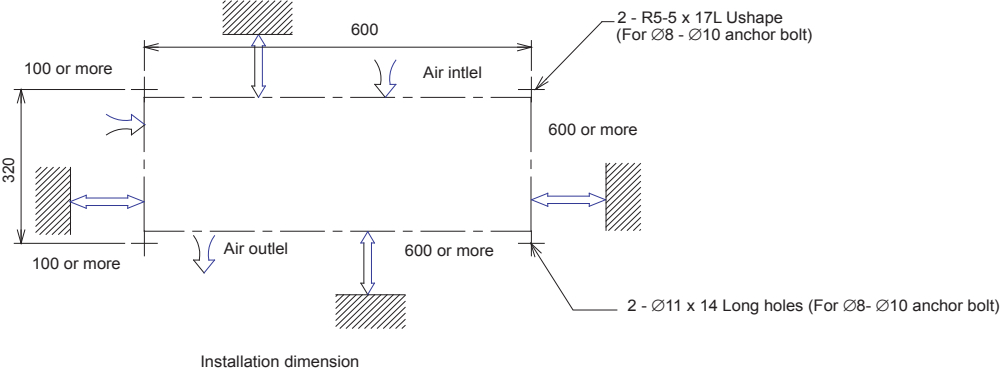 2 - R5-5 x 17L Ushape
(For ∅8 - ∅10 anchor bolt)
600
100 or more
Air intlel
600 or more
320
Air outlel
600 or more
100 or more
2 - ∅11 x 14 Long holes (For ∅8- ∅10 anchor bolt)
Installation dimension